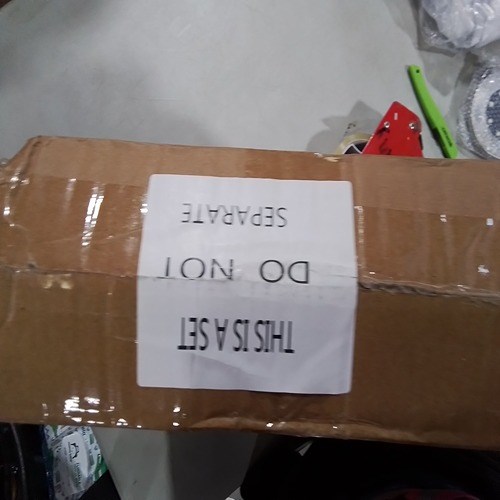 THIS IS A SET
DO NOT
SEPARATE